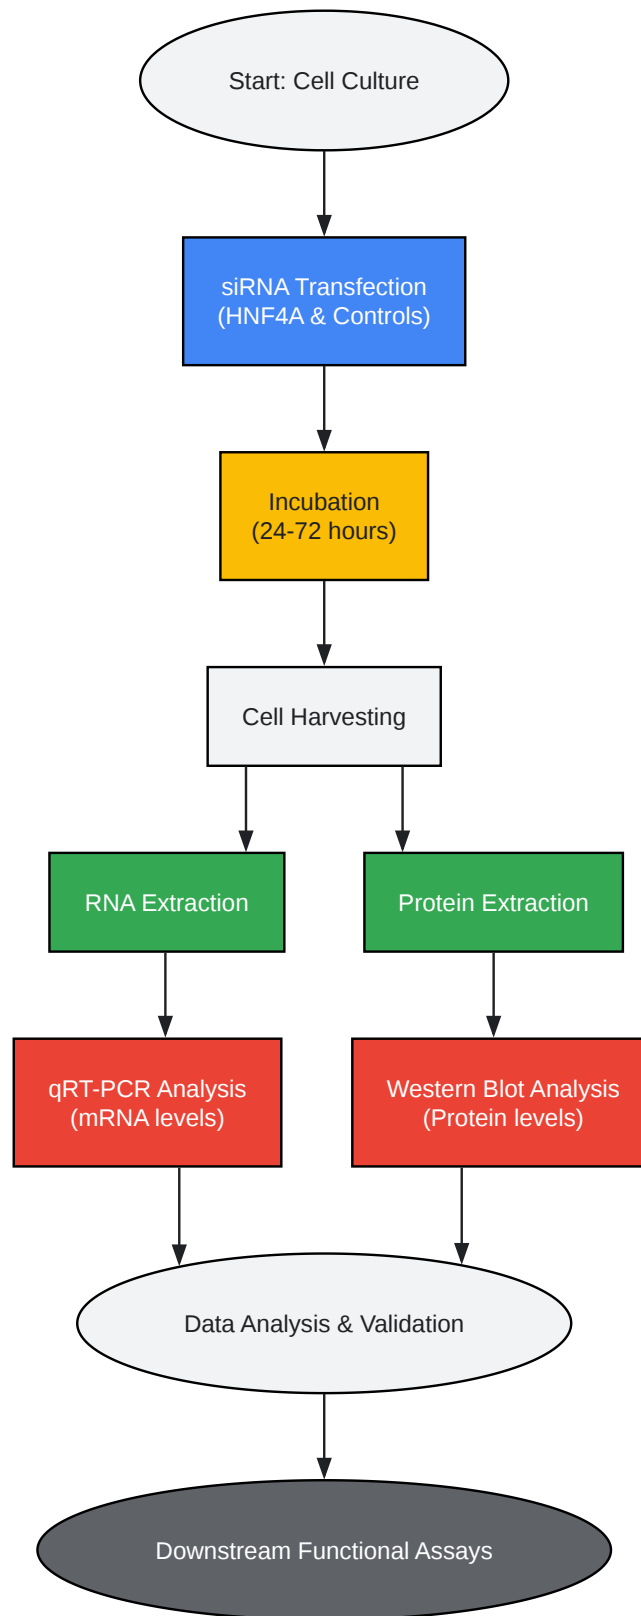 Start: Cell Culture
siRNA Transfection
(HNF4A & Controls)
Incubation
(24-72 hours)
Cell Harvesting
RNA Extraction
Protein Extraction
qRT-PCR Analysis
(mRNA levels)
Western Blot Analysis
(Protein levels)
Data Analysis & Validation
Downstream Functional Assays